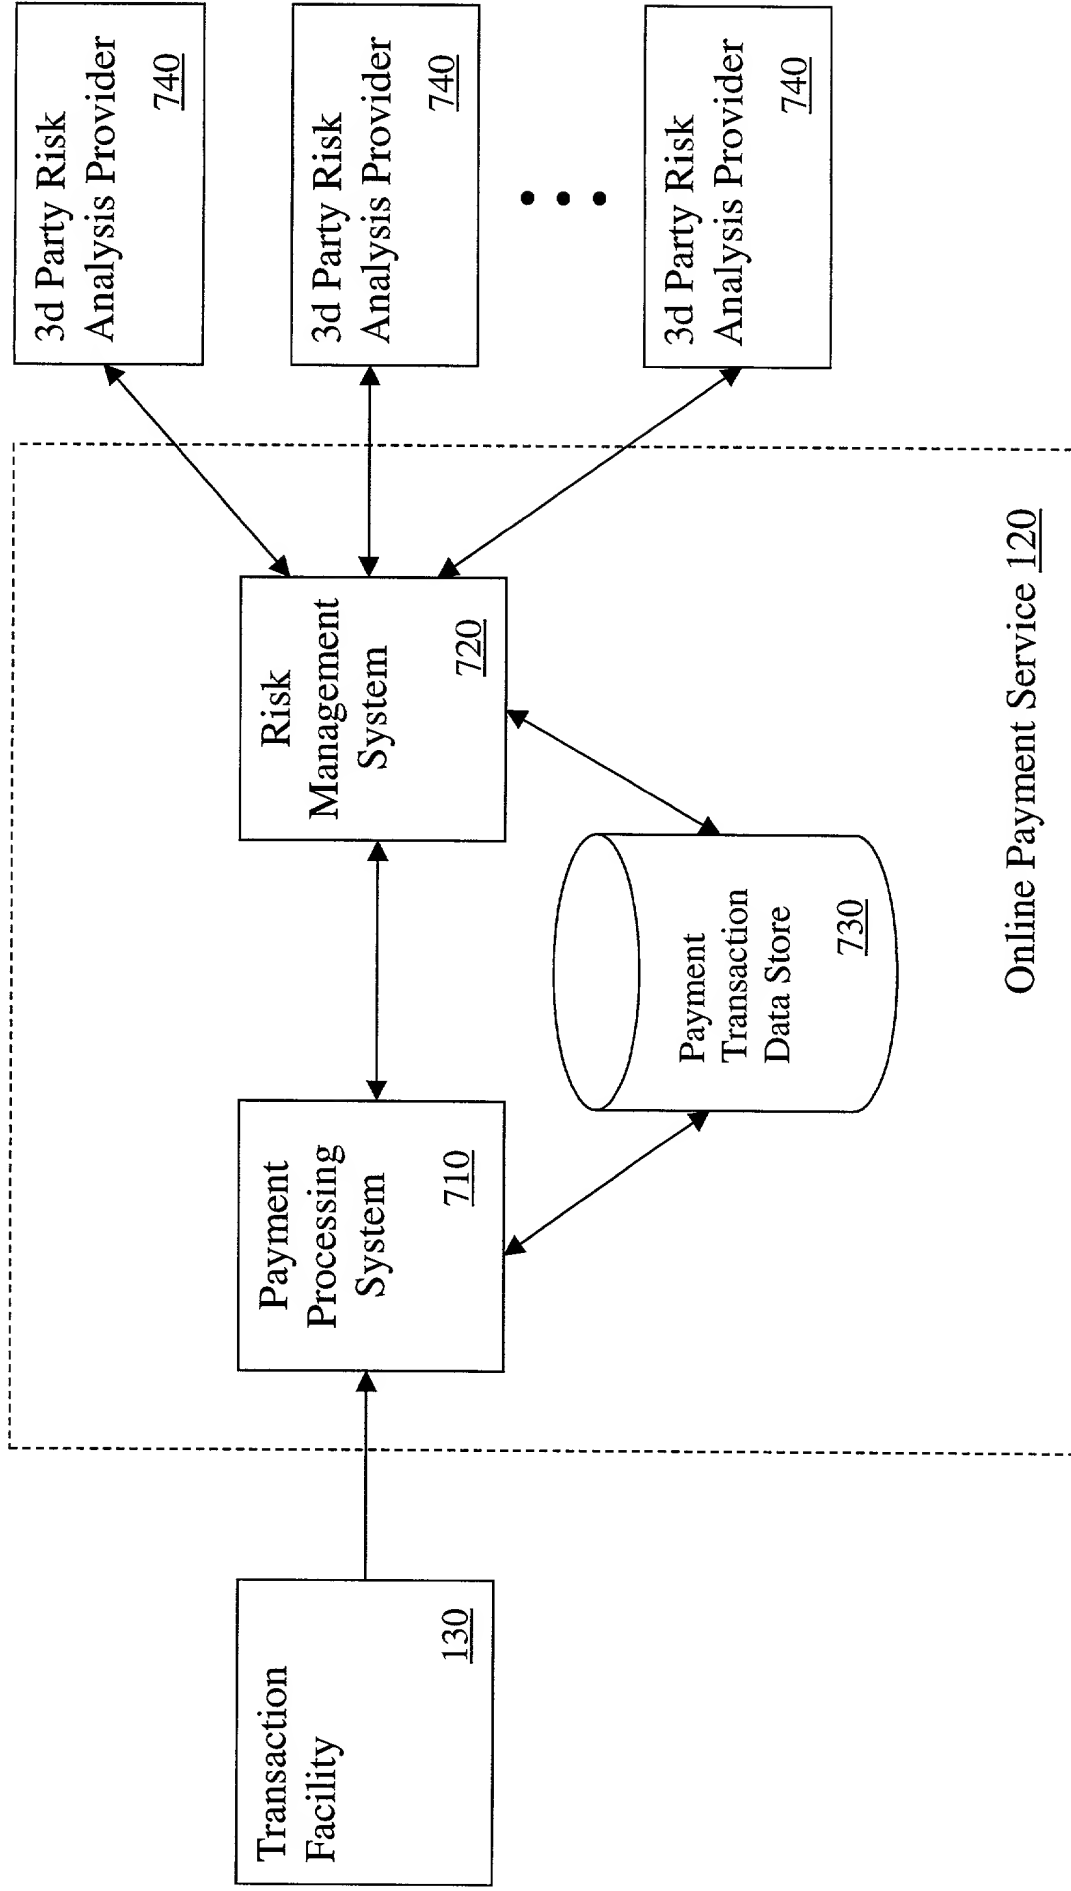 Transaction
Facility
130
Payment
Processing
System
710
Risk
Management
System
720
Payment
Transaction
Data Store
730
Online Payment Service 120
3d Party Risk
Analysis Provider
740
3d Party Risk
Analysis Provider
740
3d Party Risk
Analysis Provider
740